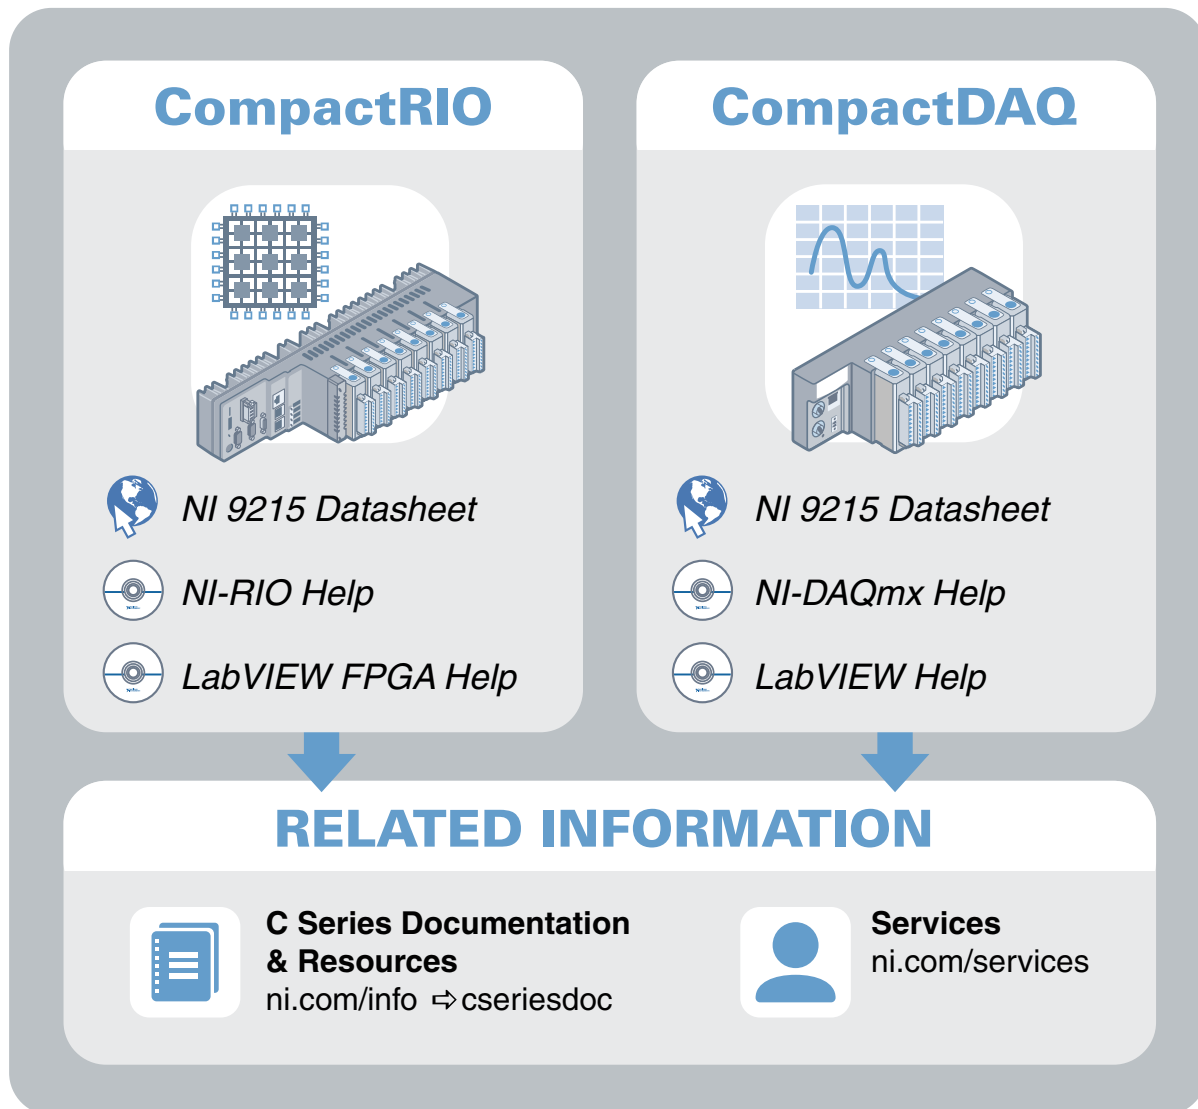 CompactRIO
NI 9215 Datasheet
NI-RIO Help
LabVIEW FPGA Help
CompactDAQ
NI 9215 Datasheet
NI-DAQmx Help
LabVIEW Help
RELATED INFORMATION
C Series Documentation
& Resources
ni.com/info ⇨cseriesdoc
Services
ni.com/services